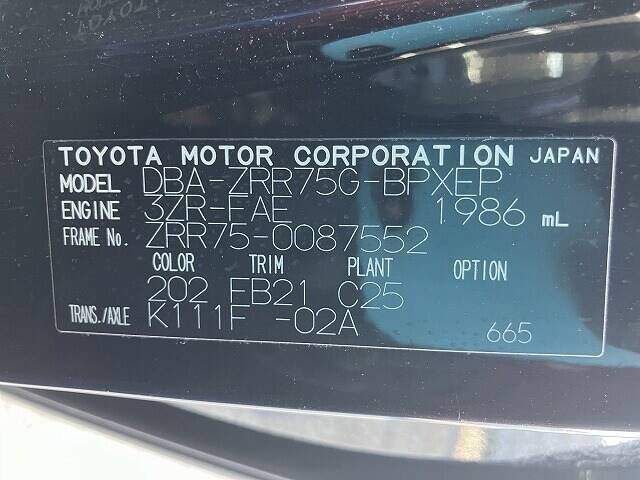 TOYOTA MOTOR CORPORATION JAPAN
MODEL DBA-ZRR75G-BPXEP
ENGINE 3ZR-FAE 1986 mL
FRAME No. ZRR75-0087552
COLOR TRIM PLANT OPTION
202 FB21 C25
TRANS./AXLE K111F -02A 665